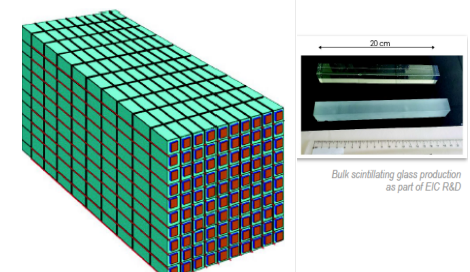 20 cm
Bulk scintillating glass production
as part of EIC R&D